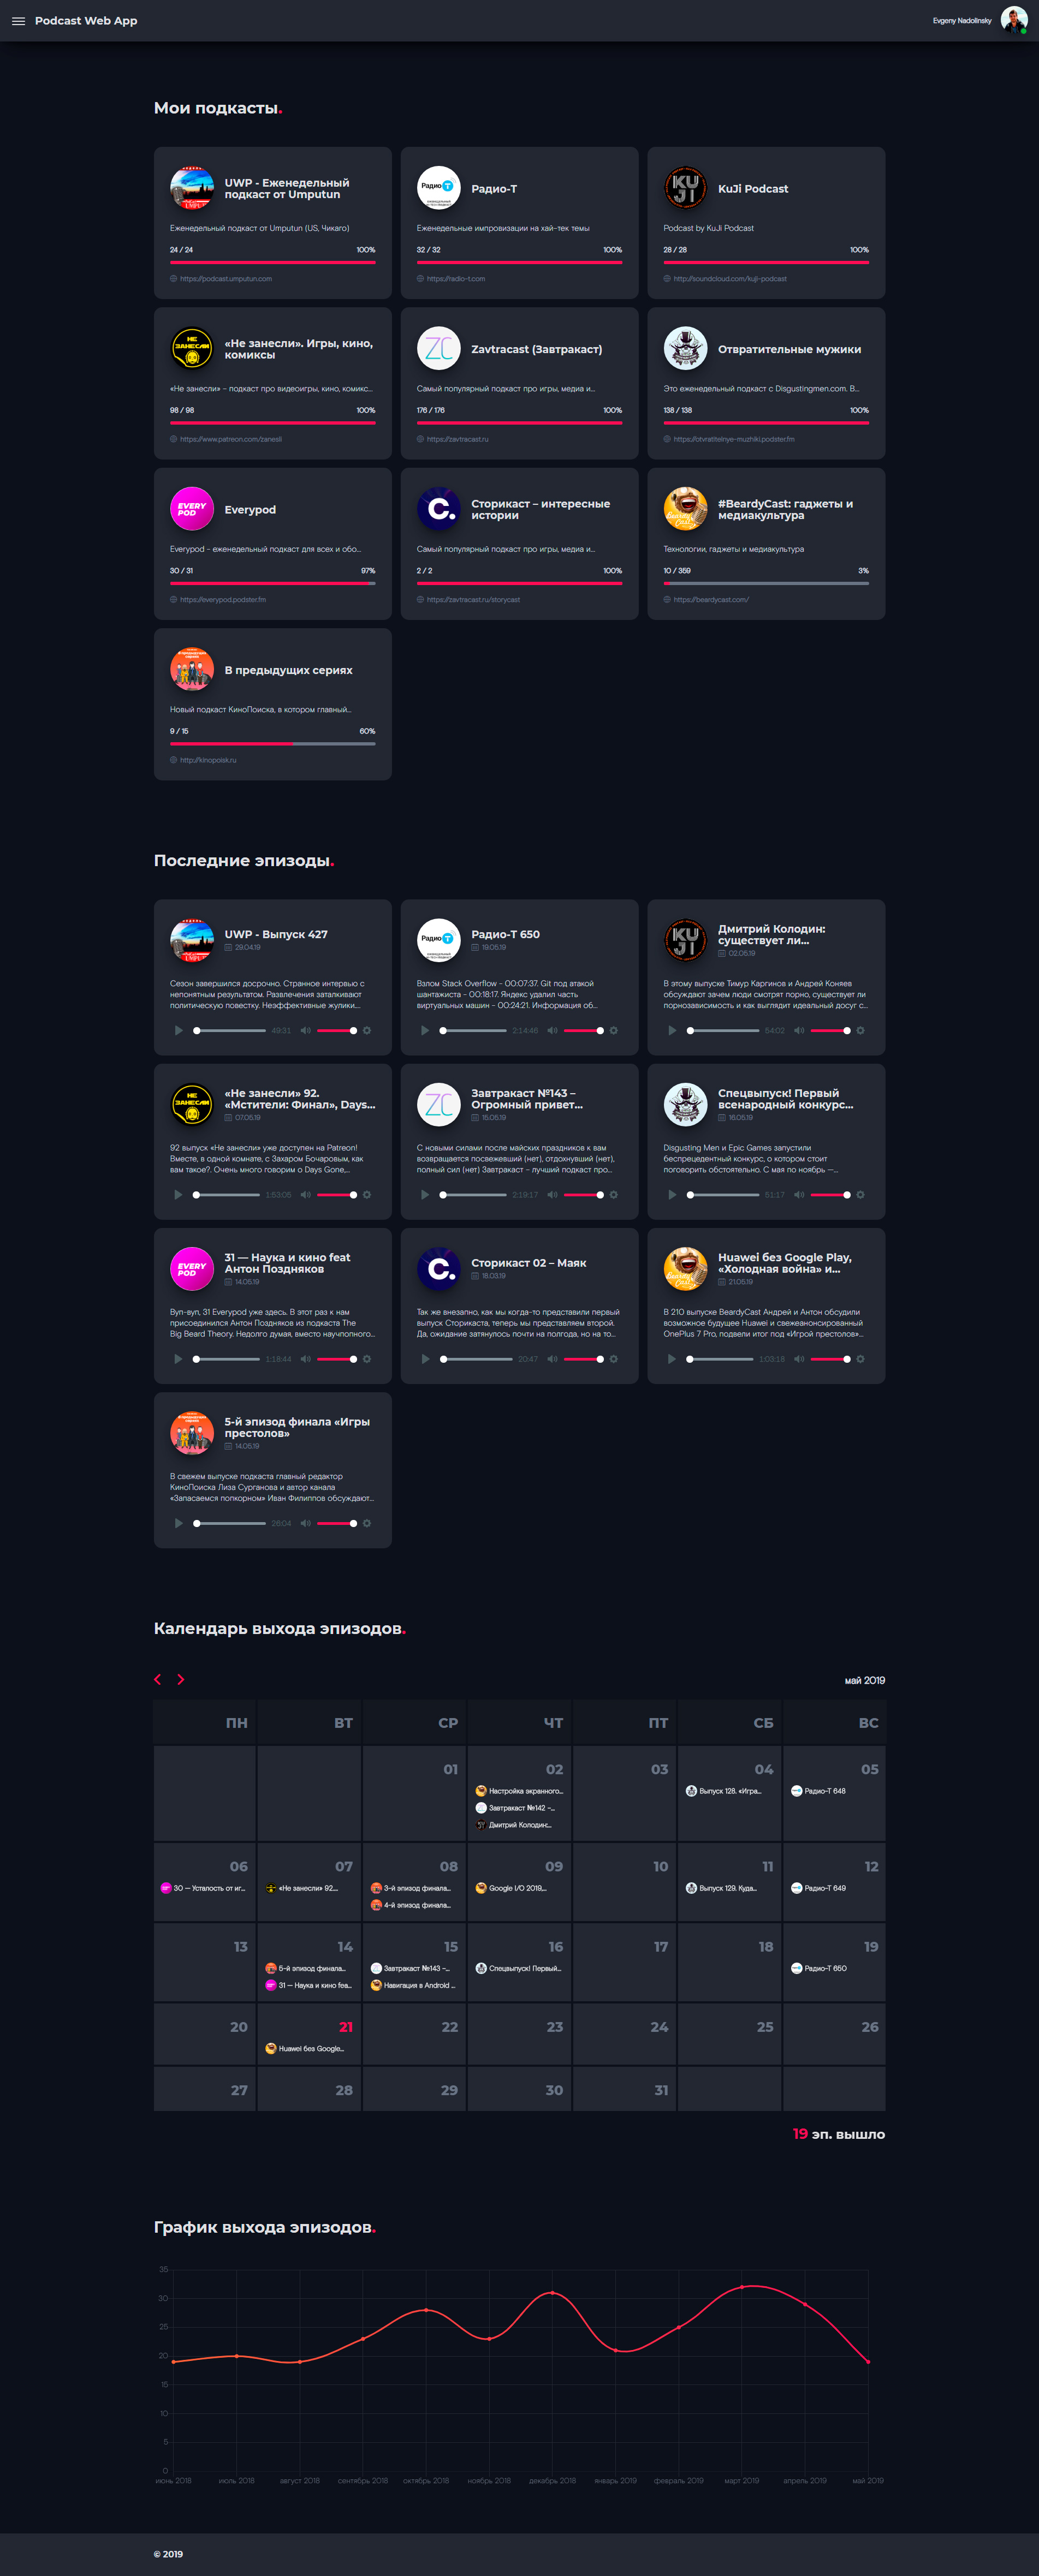 Podcast Web App
Evgeny Nadolinsky
Мои подкасты.
UWP - Еженедельный
подкаст от Umputun
Еженедельный подкаст от Umputun (US, Чикаго)
24 / 24 100%
https://podcast.umputun.com
Радио-Т
Радио-Т
Еженедельные импровизации на хай-тек темы
32 / 32 100%
https://radio-t.com
KUJI
KuJi Podcast
Podcast by KuJi Podcast
28 / 28 100%
http://soundcloud.com/kuji-podcast
НЕ
ЗАНЕСЛИ
«Не занесли». Игры, кино,
комиксы
«Не занесли» – подкаст про видеоигры, кино, комикс...
98 / 98 100%
https://www.patreon.com/zanesli
ZC
Zavtracast (Завтракаст)
Самый популярный подкаст про игры, медиа и...
176 / 176 100%
https://zavtracast.ru
Отвратительные мужики
Это еженедельный подкаст с Disgustingmen.com. В...
138 / 138 100%
https://otvratitelnye-muzhiki.podster.fm
EVERY
POD
Everypod
Everypod - еженедельный подкаст для всех и обо...
30 / 31 97%
https://everypod.podster.fm
C.
Сторикаст – интересные
истории
Самый популярный подкаст про игры, медиа и...
2 / 2 100%
https://zavtracast.ru/storycast
#BeardyCast: гаджеты и
медиакультура
Технологии, гаджеты и медиакультура
10 / 359 3%
https://beardycast.com/
В предыдущих сериях
Новый подкаст КиноПоиска, в котором главный...
9 / 15 60%
http://kinopoisk.ru
Последние эпизоды.
UWP - Выпуск 427
29.04.19
Сезон завершился досрочно. Странное интервью с
непонятным результатом. Развлечения заталкивают
политическую повестку. Неэффективные жулики....
49:31
Радио-Т
Радио-Т 650
19.05.19
Взлом Stack Overflow - 00:07:37. Git под атакой
шантажиста - 00:18:17. Яндекс удалил часть
виртуальных машин - 00:24:21. Информация об...
2:14:46
KUJI
Дмитрий Колодин:
существует ли...
02.05.19
В этому выпуске Тимур Каргинов и Андрей Коняев
обсуждают зачем люди смотрят порно, существует ли
порнозависимость и как выглядит идеальный досуг с...
54:02
НЕ
ЗАНЕСЛИ
«Не занесли» 92.
«Мстители: Финал», Days...
07.05.19
92 выпуск «Не занесли» уже доступен на Patreon!
Вместе, в одной комнате, с Захаром Бочаровым, как
вам такое?. Очень много говорим о Days Gone,...
1:53:05
ZC
Завтракаст №143 –
Огромный привет...
15.05.19
С новыми силами после майских праздников к вам
возвращается посвежевший (нет), отдохнувший (нет),
полный сил (нет) Завтракаст - лучший подкаст про...
2:19:17
Спецвыпуск! Первый
всенародный конкурс...
16.05.19
Disgusting Men и Epic Games запустили
беспрецедентный конкурс, о котором стоит
поговорить обстоятельно. С мая по ноябрь —...
51:17
EVERY
POD
31 — Наука и кино feat
Антон Поздняков
14.05.19
Вуп-вуп, 31 Everypod уже здесь. В этот раз к нам
присоединился Антон Поздняков из подкаста The
Big Beard Theory. Недолго думая, вместо научпопного...
1:18:44
C.
Сторикаст 02 – Маяк
18.03.19
Так же внезапно, как мы когда-то представили первый
выпуск Сторикаста, теперь мы представляем второй.
Да, ожидание затянулось почти на полгода, но на то...
20:47
Huawei без Google Play,
«Холодная война» и...
21.05.19
В 210 выпуске BeardyCast Андрей и Антон обсудили
возможное будущее Huawei и свежеанонсированный
OnePlus 7 Pro, подвели итог под «Игрой престолов»...
1:03:18
5-й эпизод финала «Игры
престолов»
14.05.19
В свежем выпуске подкаста главный редактор
КиноПоиска Лиза Сурганова и автор канала
«Запасаемся попкорном» Иван Филиппов обсуждают...
26:04
Календарь выхода эпизодов.
май 2019
ПН ВТ СР ЧТ ПТ СБ ВС
01 02 03 04 05
Настройка экранного...
Завтракаст №142 -...
Дмитрий Колодин:...
Выпуск 128. «Игра...
Радио-Т 648
06 07 08 09 10 11 12
30 — Усталость от иг...
«Не занесли» 92....
3-й эпизод финала...
4-й эпизод финала...
Google I/O 2019,...
Выпуск 129. Куда...
Радио-Т 649
13 14 15 16 17 18 19
5-й эпизод финала...
31 — Наука и кино fea...
Завтракаст №143 –...
Навигация в Android ...
Спецвыпуск! Первый...
Радио-Т 650
20 21 22 23 24 25 26
Huawei без Google...
27 28 29 30 31
19 эп. вышло
График выхода эпизодов.
35
30
25
20
15
10
5
0
июнь 2018 июль 2018 август 2018 сентябрь 2018 октябрь 2018 ноябрь 2018 декабрь 2018 январь 2019 февраль 2019 март 2019 апрель 2019 май 2019
© 2019